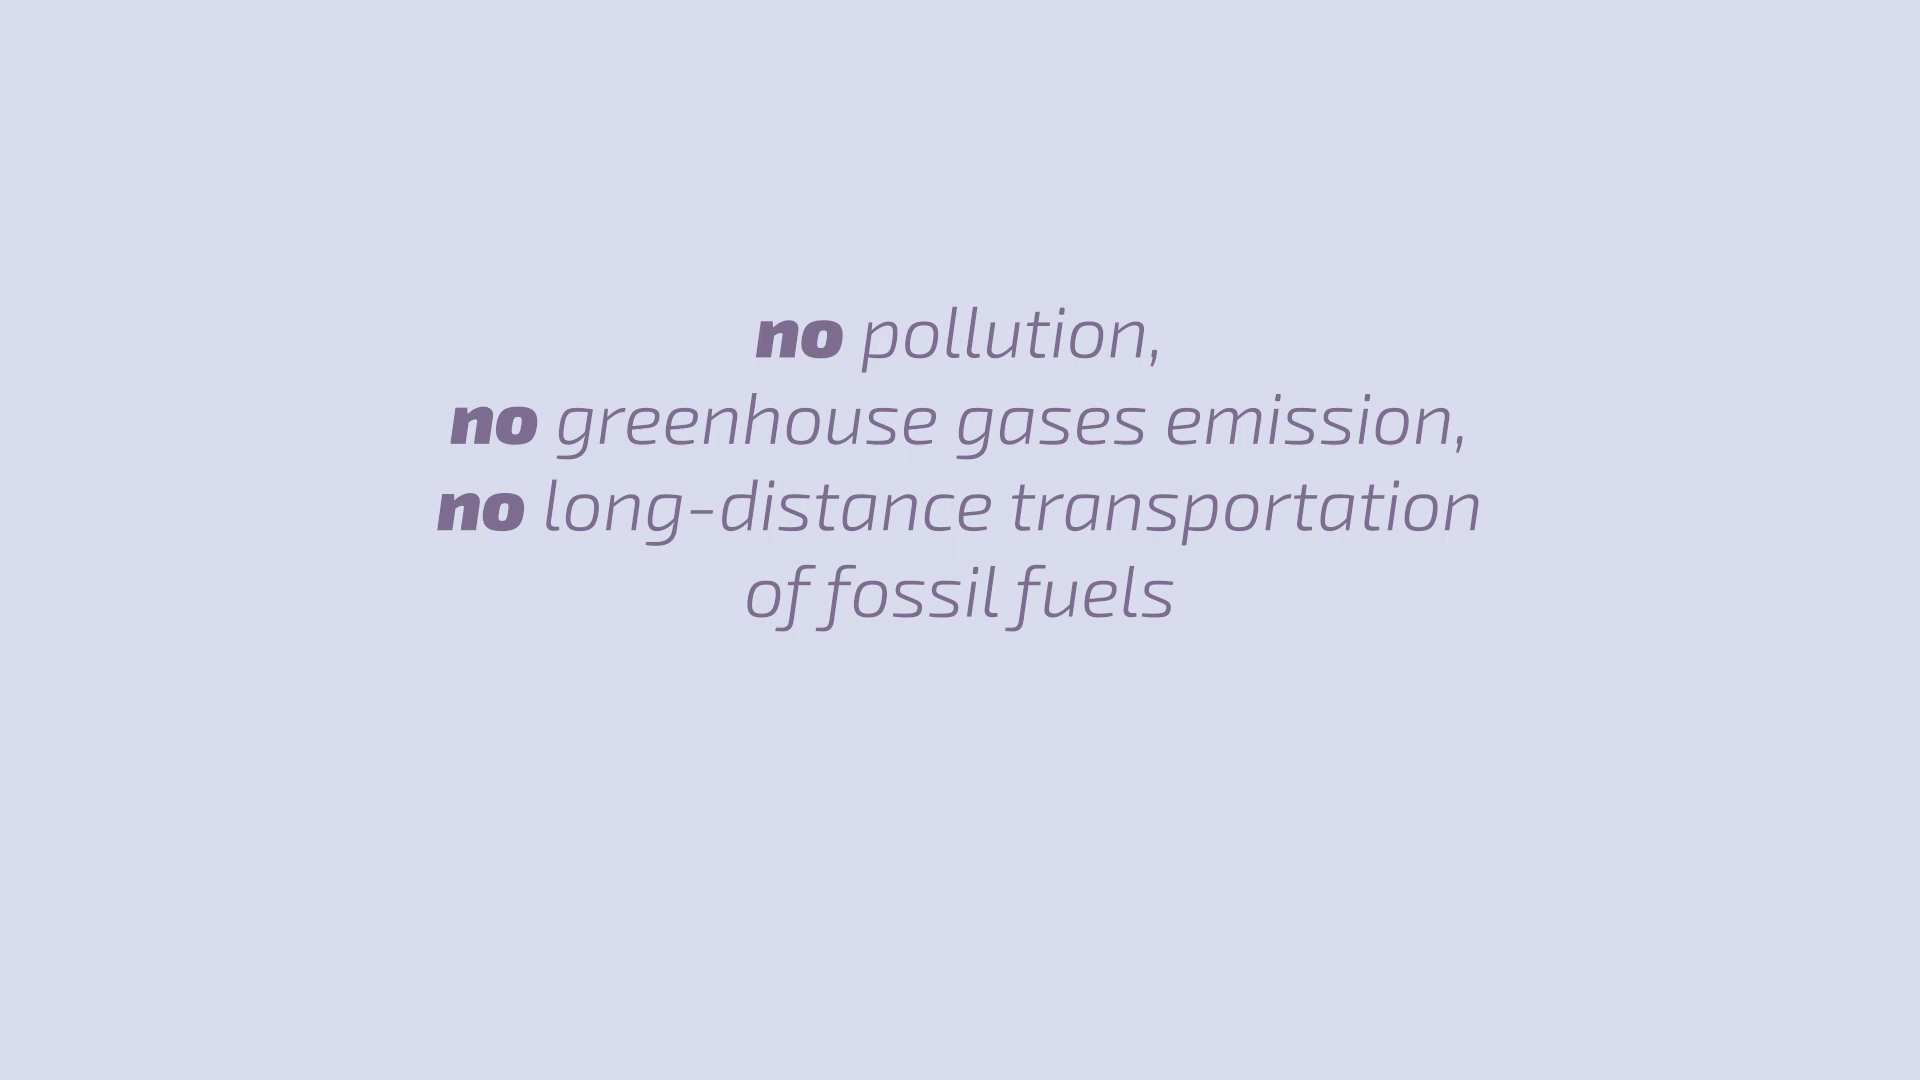 no pollution,
no greenhouse gases emission,
no long-distance transportation
of fossil fuels